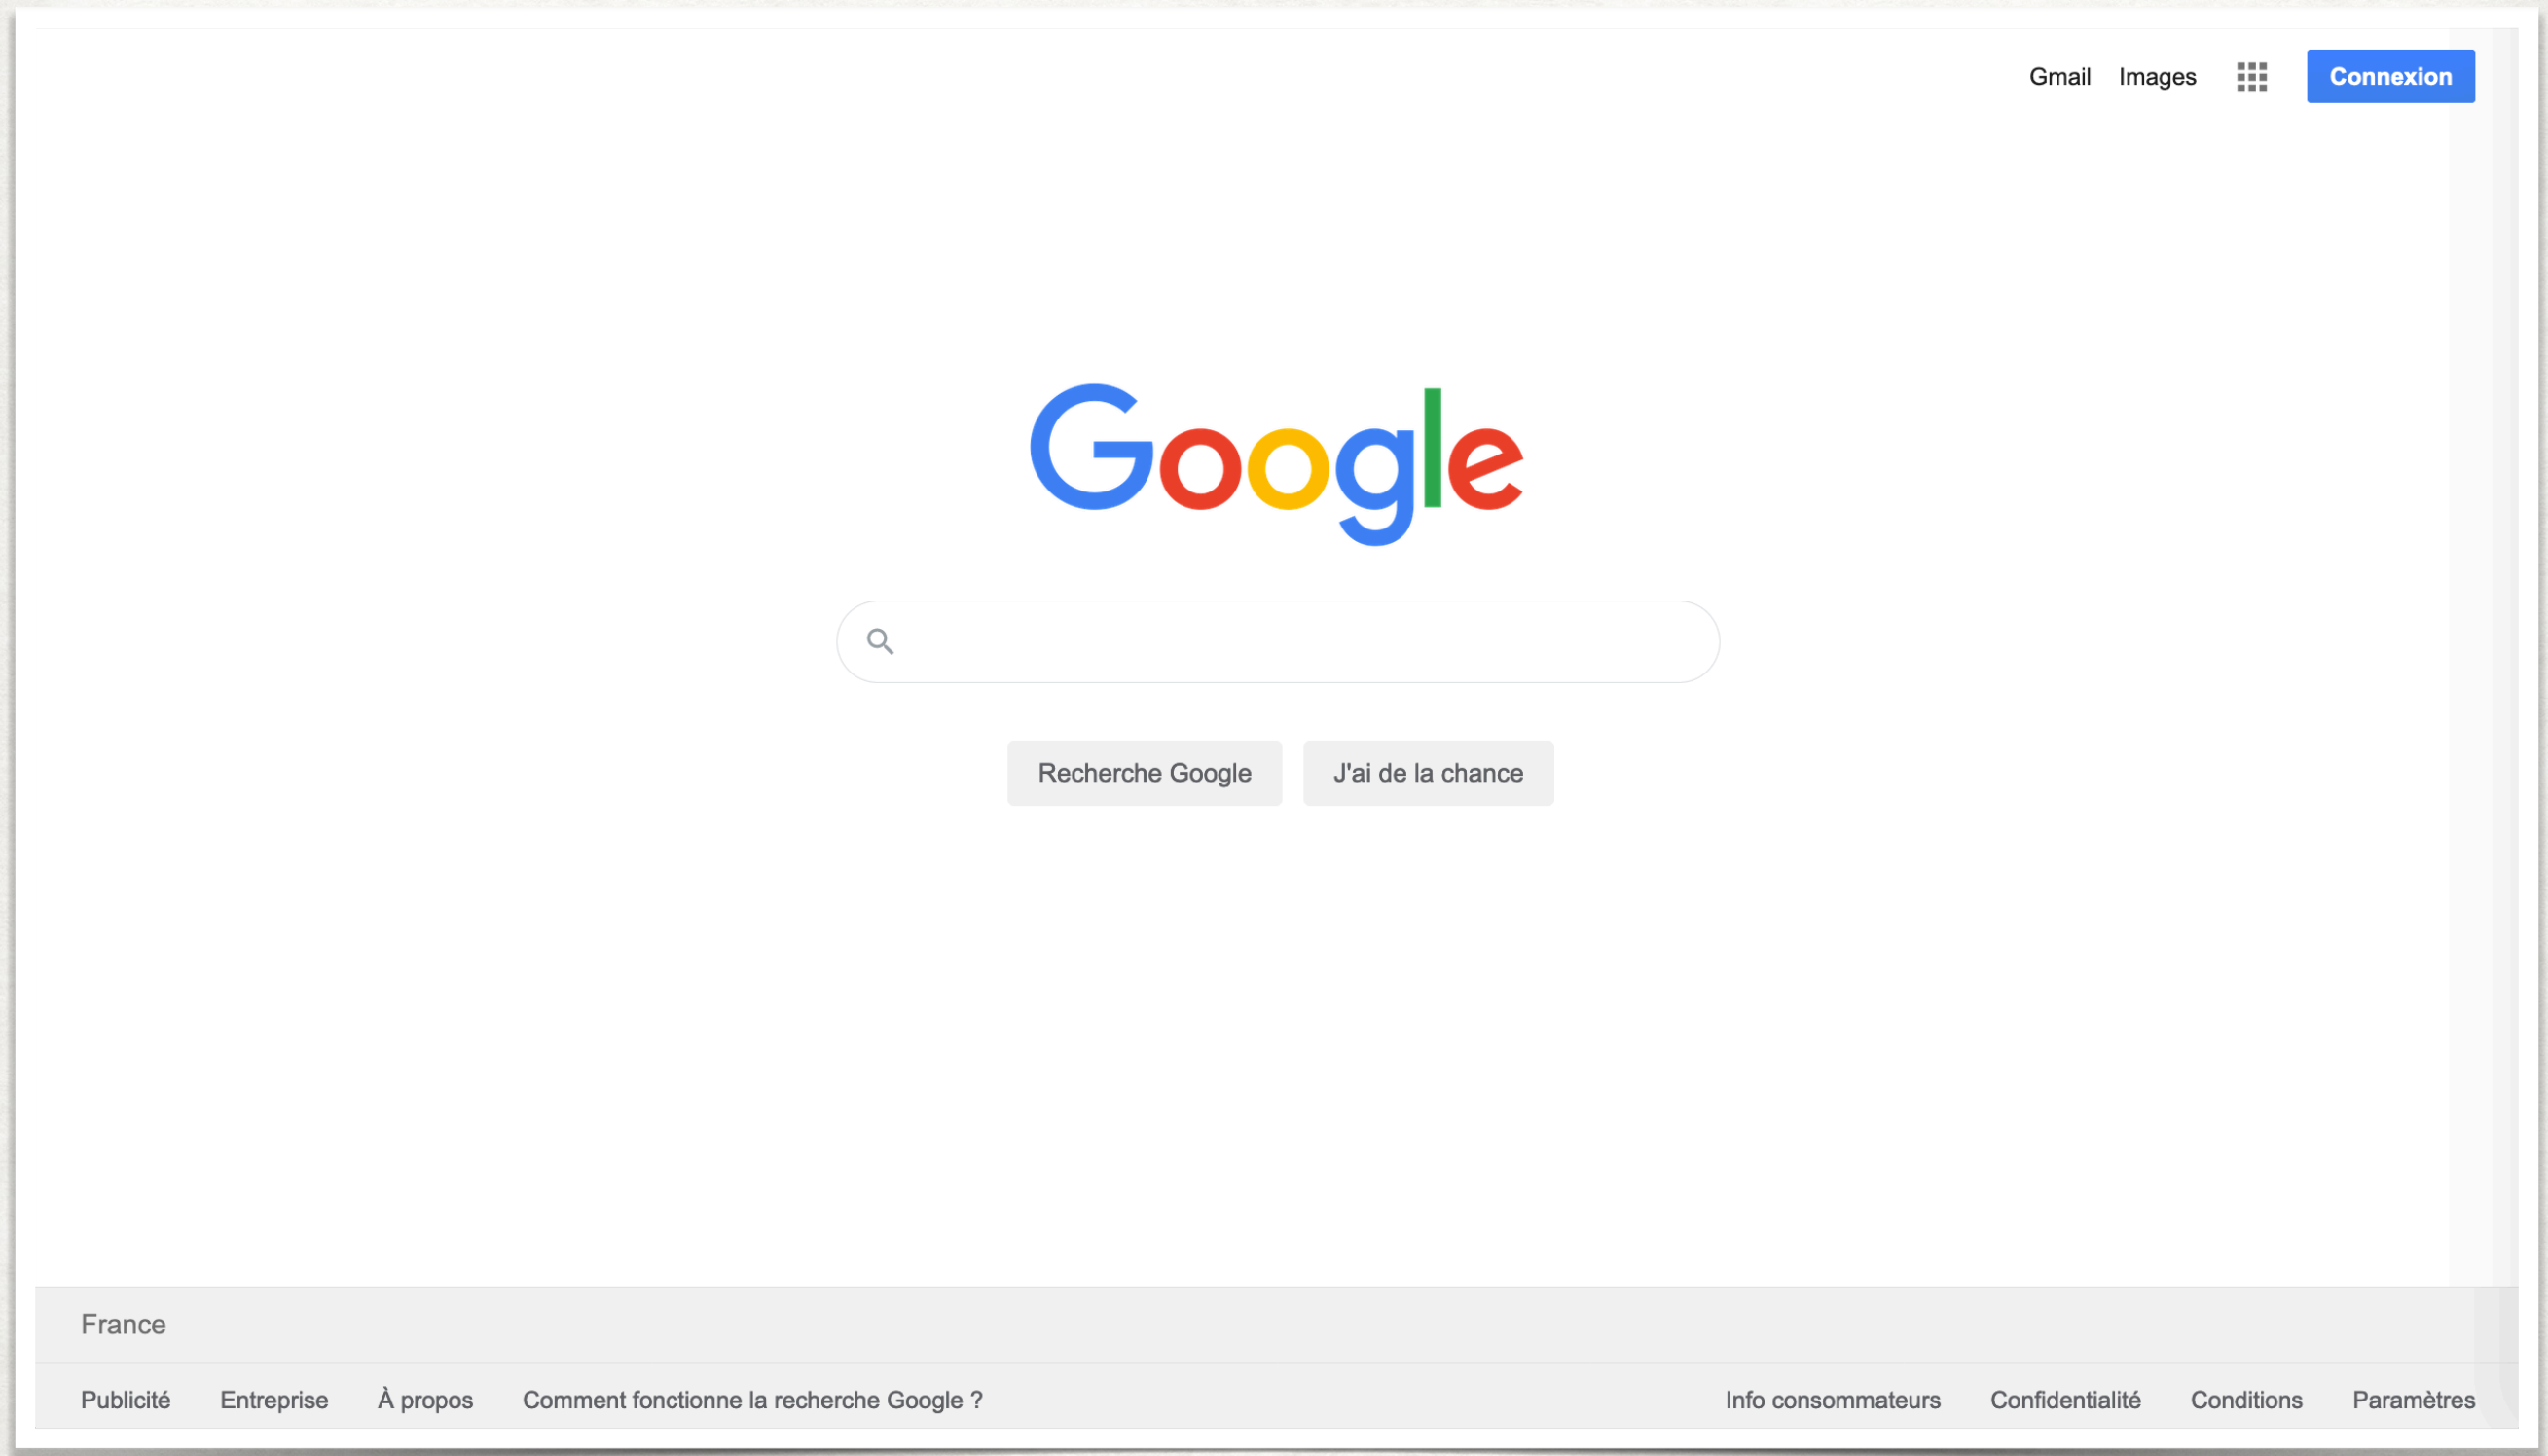 Gmail Images Connexion
Google
Recherche Google J'ai de la chance
France
Publicité Entreprise À propos Comment fonctionne la recherche Google ? Info consommateurs Confidentialité Conditions Paramètres